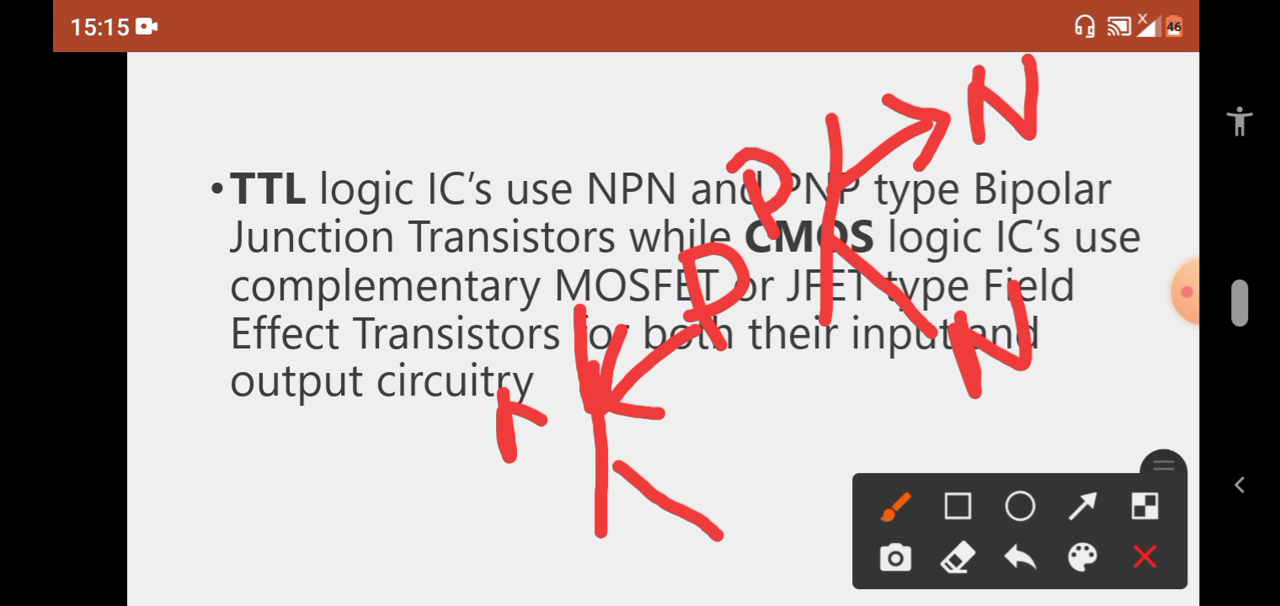 15:15
46
•TTL logic IC's use NPN and PNP type Bipolar
Junction Transistors while CMOS logic IC's use
complementary MOSFET or JFET type Field
Effect Transistors for both their input and
output circuitry
N
P
P
N